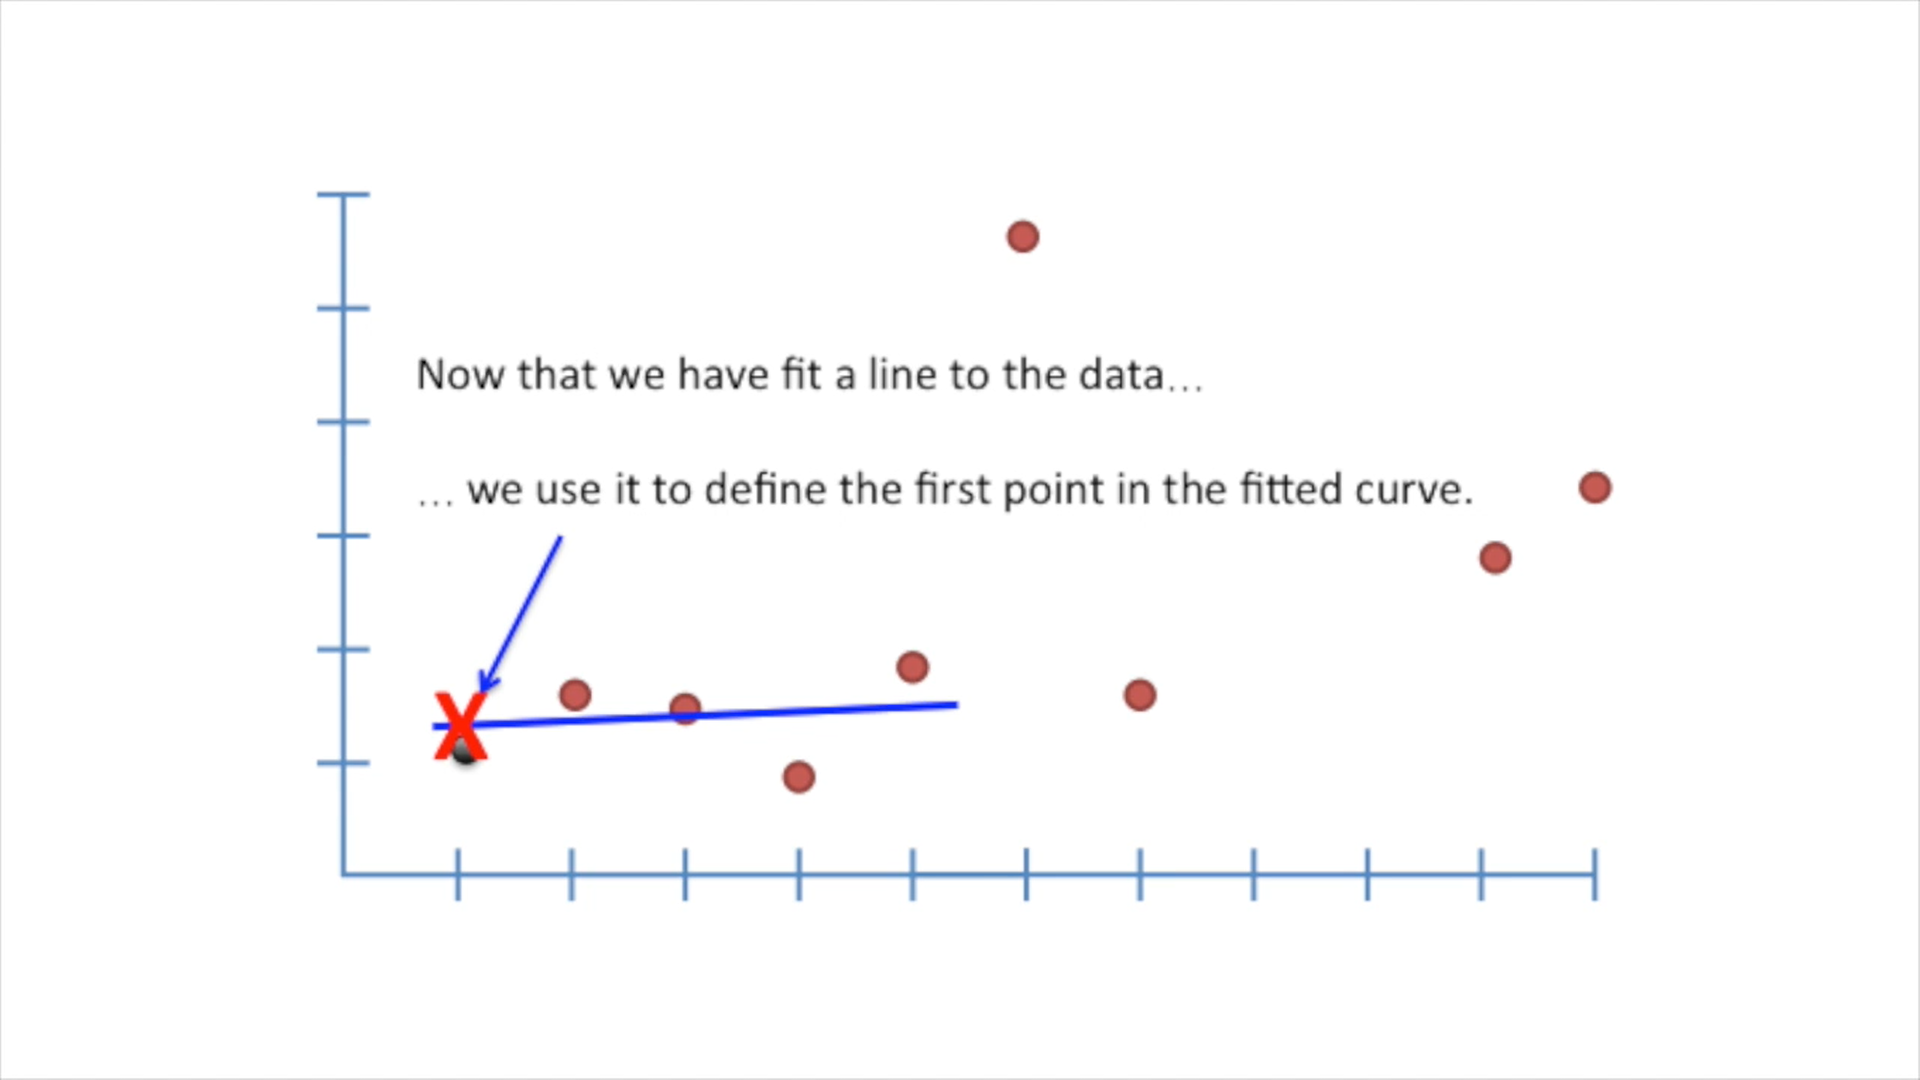 Now that we have fit a line to the data…
… we use it to define the first point in the fitted curve.
X